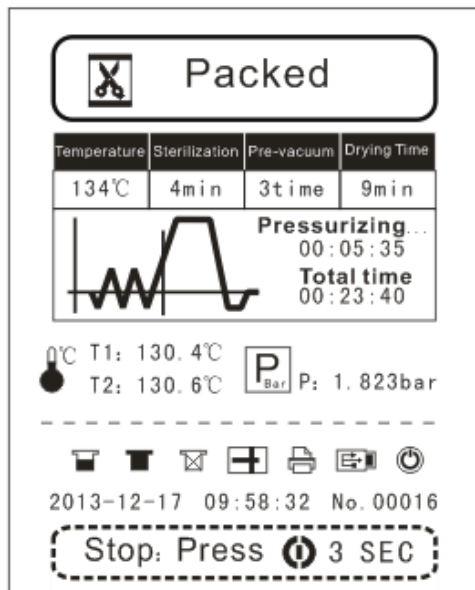 Packed
Temperature Sterilization Pre-vacuum Drying Time
134℃ 4min 3time 9min
Pressurizing...
00:05:35
Total time
00:23:40
℃ T1: 130.4℃
T2: 130.6℃
P Bar P: 1.823bar
2013-12-17 09:58:32 No.00016
Stop: Press 3 SEC